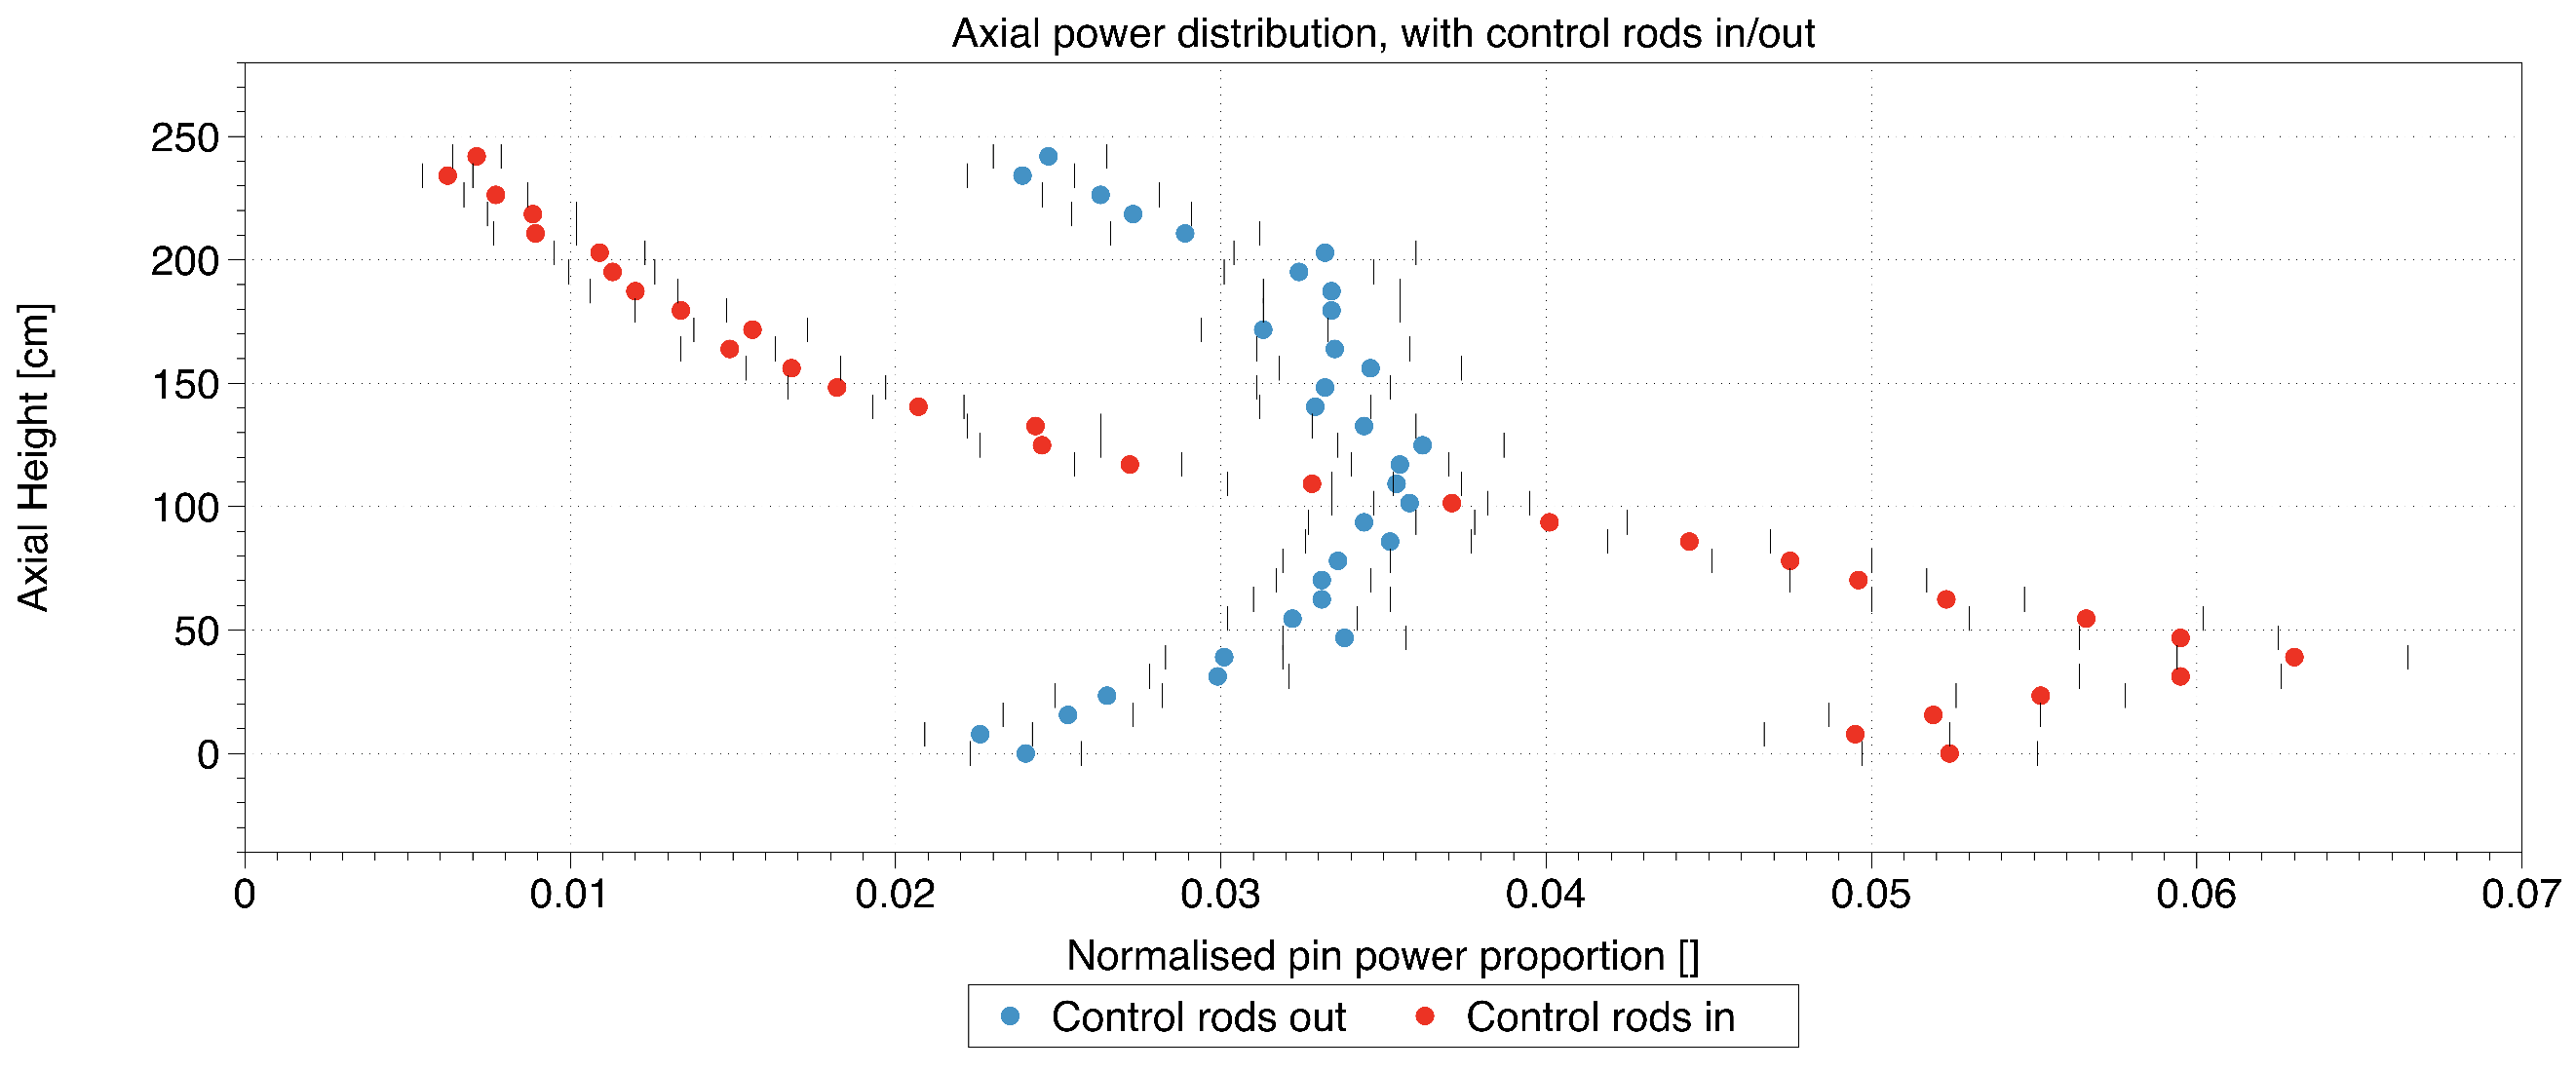 Axial power distribution, with control rods in/out
Axial Height [cm]
250
200
150
100
50
0
0 0.01 0.02 0.03 0.04 0.05 0.06 0.07
Normalised pin power proportion []
Control rods out Control rods in